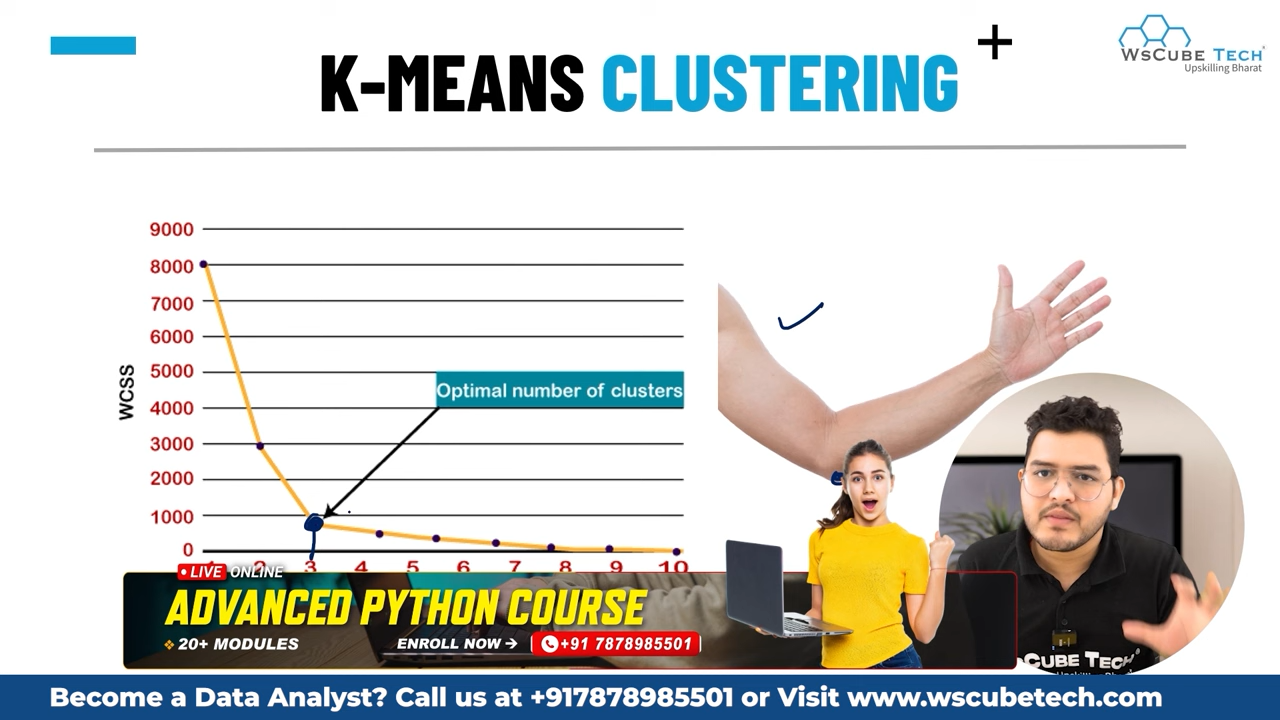 K-MEANS CLUSTERING
WsCube Tech
Upskilling Bharat
9000
8000
7000
6000
5000
4000
3000
2000
1000
0
WCSS
Optimal number of clusters
2 3 4 5 6 7 8 9 10
• LIVE ONLINE
ADVANCED PYTHON COURSE
20+ MODULES
ENROLL NOW → +91 7878985501
CUBE TECH
Become a Data Analyst? Call us at +917878985501 or Visit www.wscubetech.com